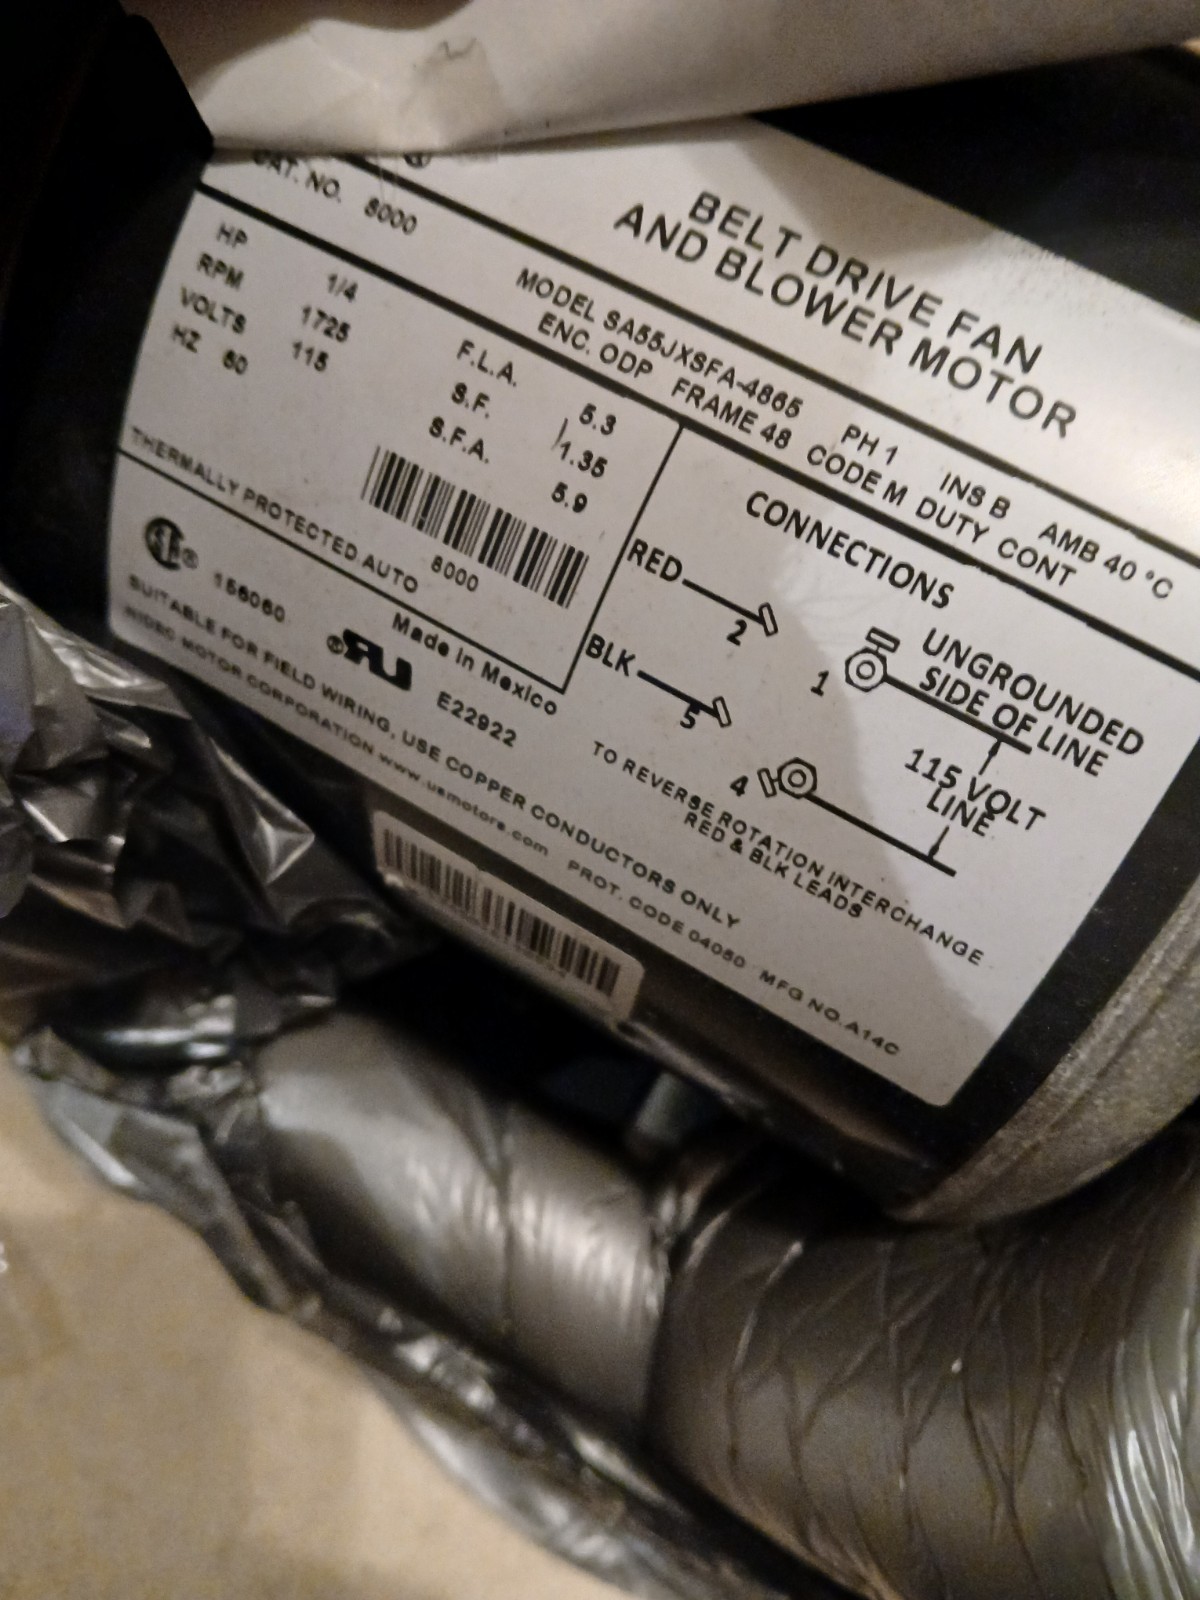 BELT DRIVE FAN
AND BLOWER MOTOR
CAT. NO. 8000
MODEL SA55JXSFA-4865 PH 1 INS B AMB 40 °C
ENC. ODP FRAME 48 CODE M DUTY CONT
HP 1/4
RPM 1725
VOLTS 115
HZ 60
F.L.A. 5.3
S.F. 1.35
S.F.A. 5.9
8000
THERMALLY PROTECTED AUTO
Made in Mexico
156060
E22922
CONNECTIONS
RED 2
BLK 5
1
UNGROUNDED
SIDE OF LINE
115 VOLT
LINE
4
TO REVERSE ROTATION INTERCHANGE
RED & BLK LEADS
SUITABLE FOR FIELD WIRING, USE COPPER CONDUCTORS ONLY
NIDEC MOTOR CORPORATION www.usmotors.com PROT. CODE 04080 MFG NO. A14C